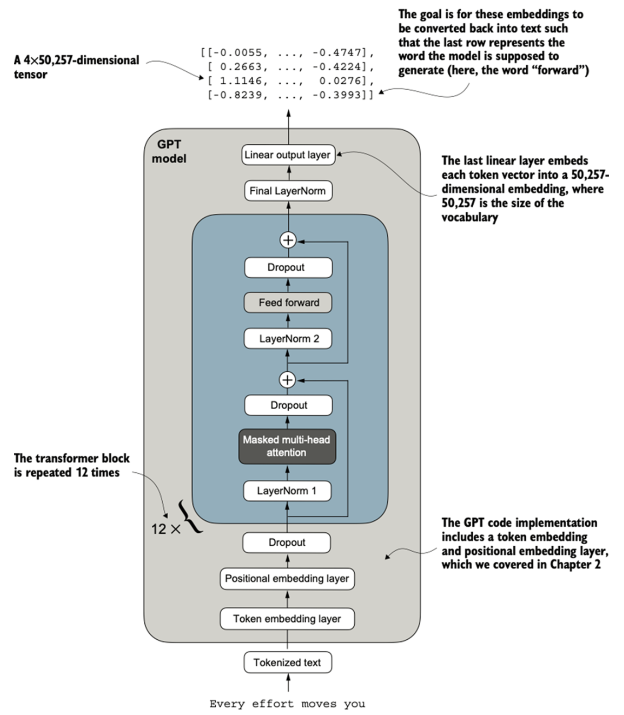 The goal is for these embeddings to
be converted back into text such
that the last row represents the
word the model is supposed to
generate (here, the word “forward”)
A 4×50,257-dimensional
tensor
[[-0.0055, ..., -0.4747],
[ 0.2663, ..., -0.4224],
[ 1.1146, ..., 0.0276],
[-0.8239, ..., -0.3993]]
GPT
model
Linear output layer
The last linear layer embeds
each token vector into a 50,257-
dimensional embedding, where
50,257 is the size of the
vocabulary
Final LayerNorm
+
Dropout
Feed forward
LayerNorm 2
+
Dropout
Masked multi-head
attention
The transformer block
is repeated 12 times
LayerNorm 1
12 × {
Dropout
The GPT code implementation
includes a token embedding
and positional embedding layer,
which we covered in Chapter 2
Positional embedding layer
Token embedding layer
Tokenized text
Every effort moves you